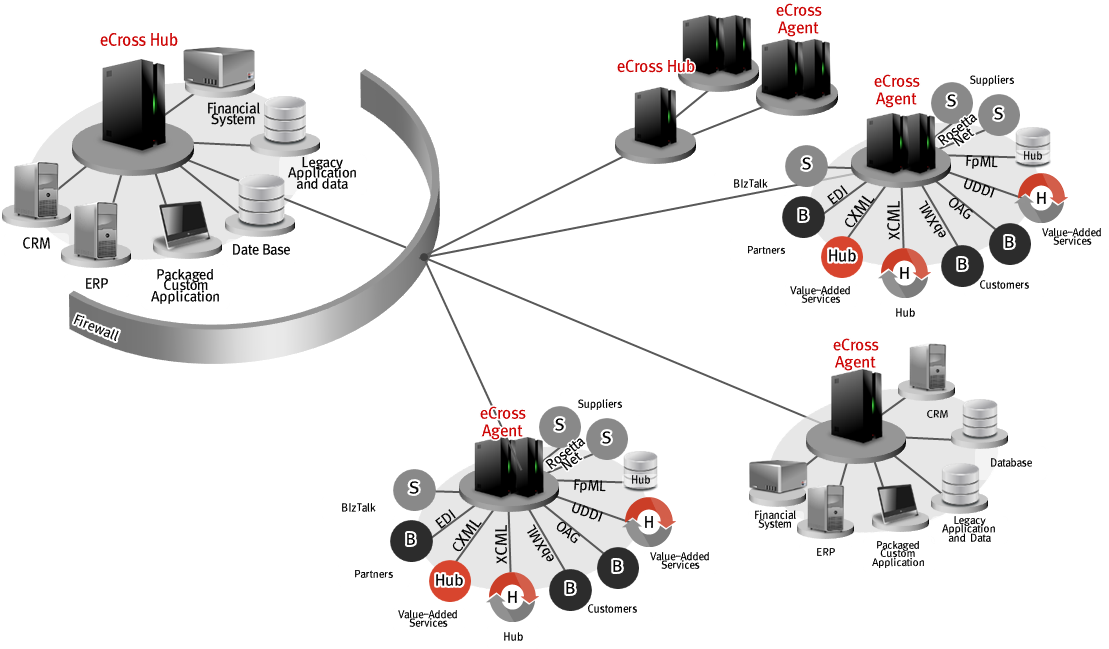 eCross Hub
Financial
System
Legacy
Application
and data
Date Base
Packaged
Custom
Application
ERP
CRM
Firewall
eCross Hub
eCross
Agent
eCross
Agent
Suppliers
S
S
Rosetta
Net
Hub
FpML
UDDI
H
Value-Added
Services
OAG
B
ebXML
B
Customers
XCML
H
Hub
CXML
Hub
Value-Added
Services
EDI
B
Partners
S
BIzTalk
eCross
Agent
Suppliers
S
S
Rosetta
Net
Hub
FpML
UDDI
H
Value-Added
Services
OAG
B
ebXML
B
Customers
XCML
H
Hub
CXML
Hub
Value-Added
Services
EDI
B
Partners
S
BIzTalk
eCross
Agent
CRM
Database
Legacy
Application
and Data
Packaged
Custom
Application
ERP
Financial
System